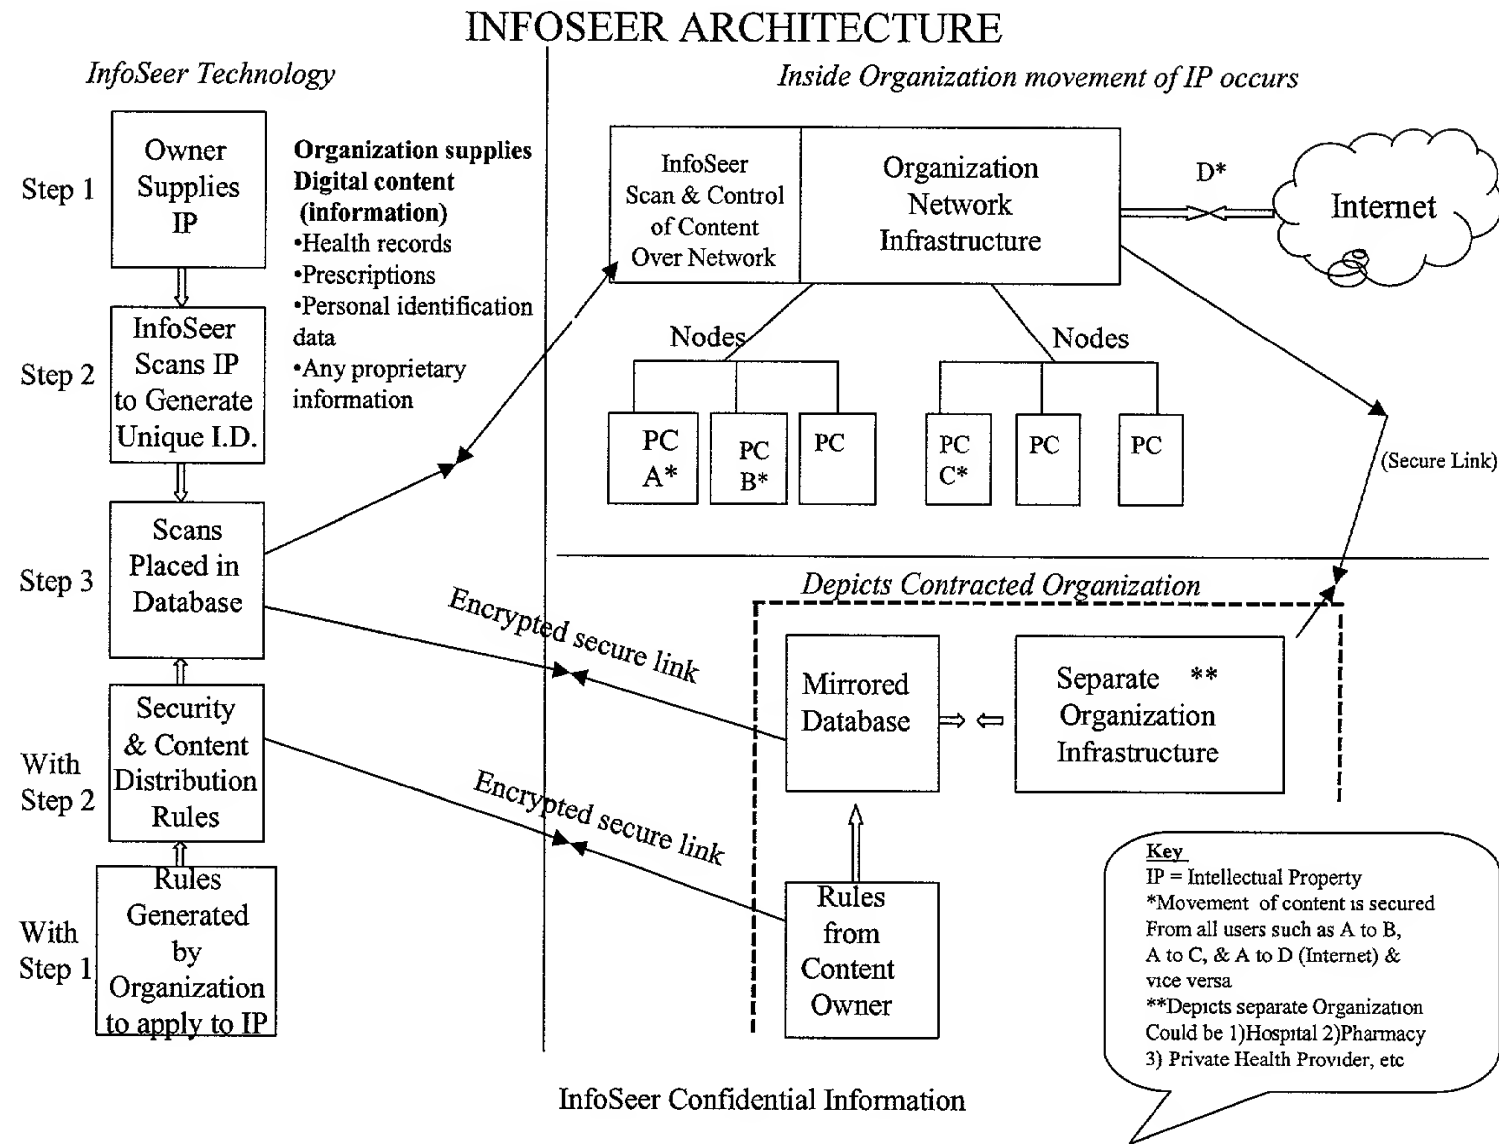 INFOSEER ARCHITECTURE
InfoSeer Technology
Step 1
Owner
Supplies
IP
Organization supplies
Digital content
(information)
•Health records
•Prescriptions
•Personal identification
data
•Any proprietary
information
Step 2
InfoSeer
Scans IP
to Generate
Unique I.D.
Step 3
Scans
Placed in
Database
With
Step 2
Security
& Content
Distribution
Rules
With
Step 1
Rules
Generated
by
Organization
to apply to IP
Inside Organization movement of IP occurs
InfoSeer
Scan & Control
of Content
Over Network
Organization
Network
Infrastructure
D*
Internet
Nodes
Nodes
PC
A*
PC
B*
PC
PC
C*
PC
PC
(Secure Link)
Depicts Contracted Organization
Encrypted secure link
Encrypted secure link
Mirrored
Database
Separate **
Organization
Infrastructure
Rules
from
Content
Owner
Key
IP = Intellectual Property
*Movement of content is secured
From all users such as A to B,
A to C, & A to D (Internet) &
vice versa
**Depicts separate Organization
Could be 1)Hospital 2)Pharmacy
3) Private Health Provider, etc
InfoSeer Confidential Information